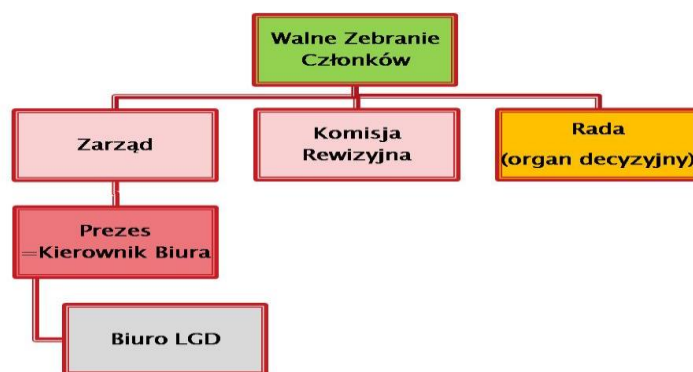 Walne Zebranie
Członków
Zarząd
Komisja
Rewizyjna
Rada
(organ decyzyjny)
Prezes
=Kierownik Biura
Biuro LGD